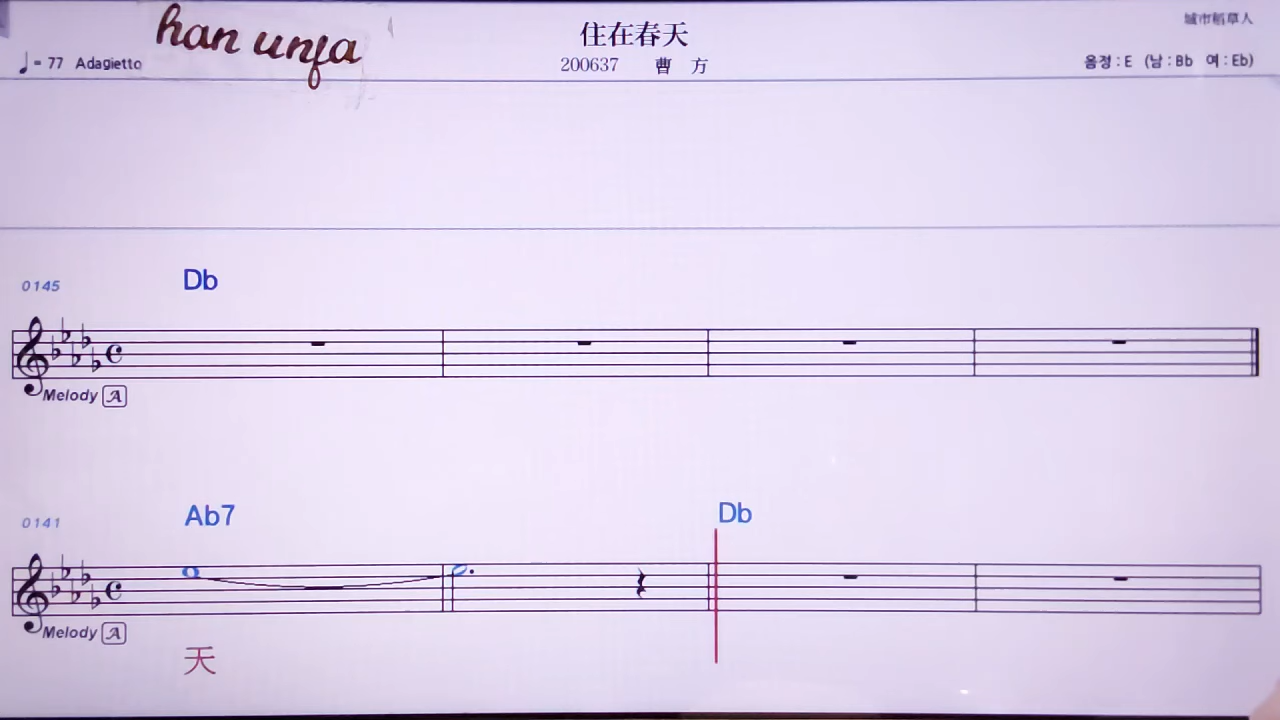 han unfa
住在春天
城市稻草人
♩ = 77 Adagietto
200637 曹 方
음정 : E (남 : Bb 여 : Eb)
0145
Db
Melody A
0141
Ab7
Db
Melody A
天